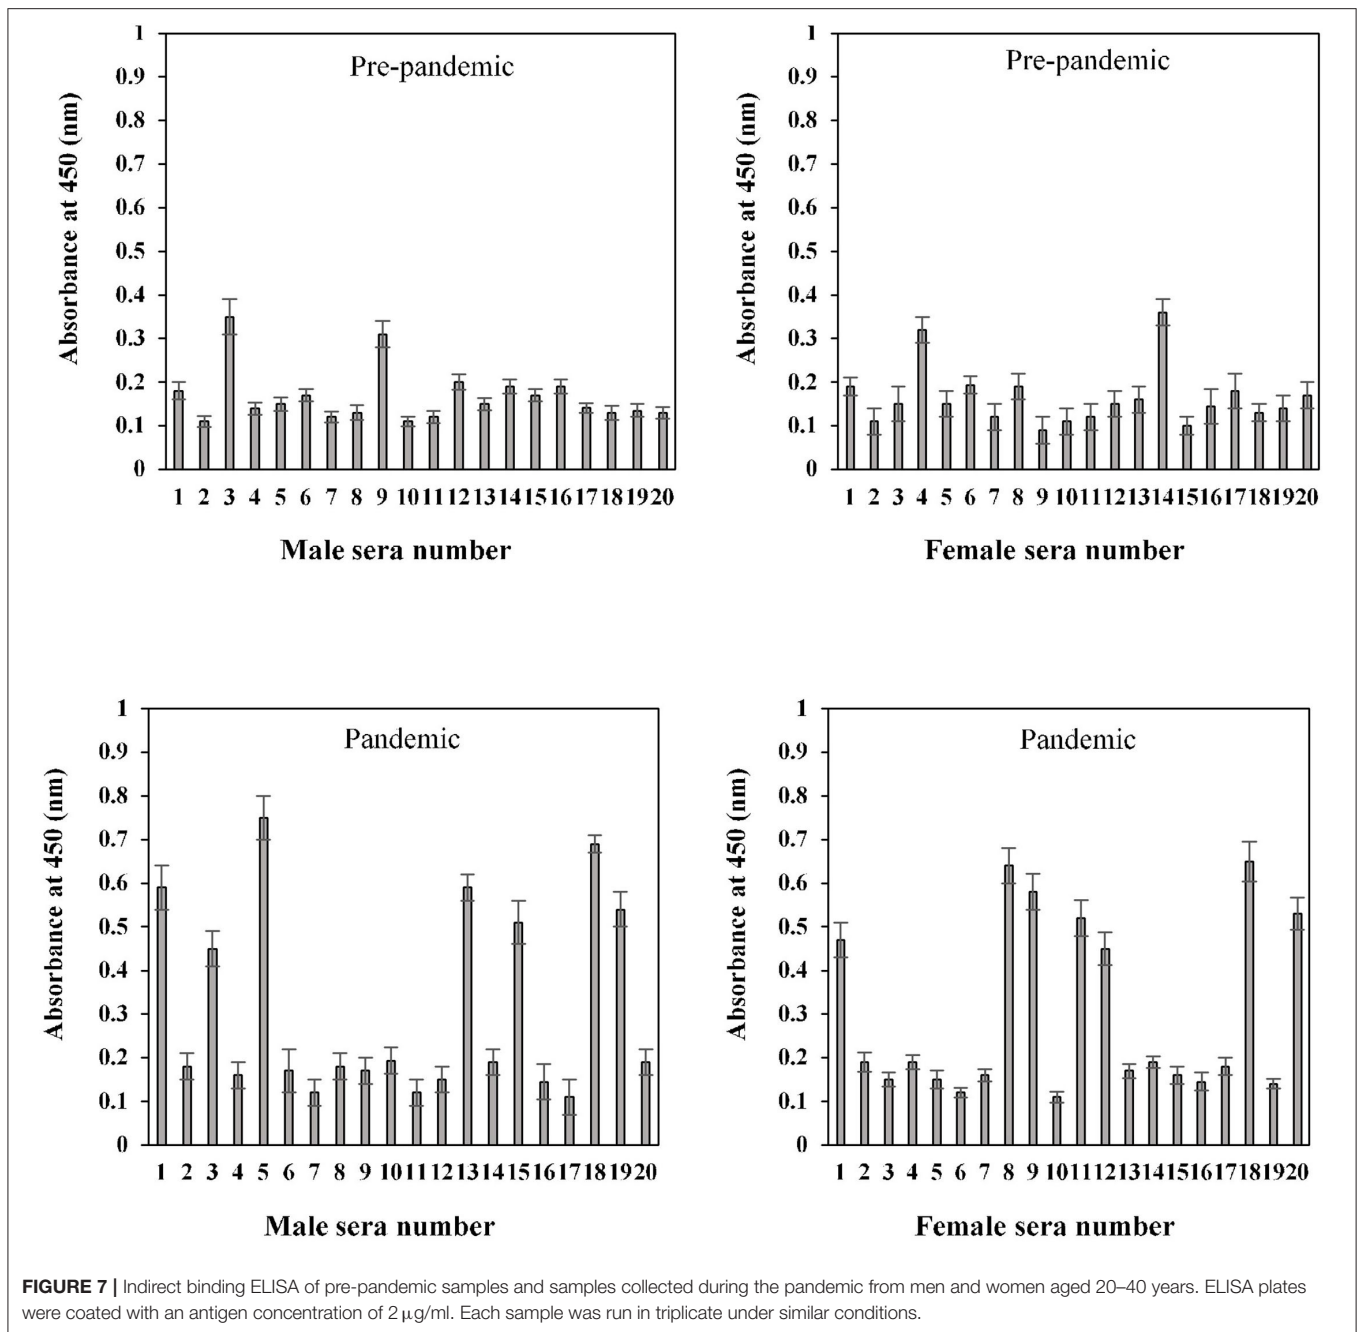 Pre-pandemic
Absorbance at 450 (nm)
1
0.9
0.8
0.7
0.6
0.5
0.4
0.3
0.2
0.1
0
1 2 3 4 5 6 7 8 9 10 11 12 13 14 15 16 17 18 19 20
Male sera number
Pre-pandemic
Absorbance at 450 (nm)
1
0.9
0.8
0.7
0.6
0.5
0.4
0.3
0.2
0.1
0
1 2 3 4 5 6 7 8 9 10 11 12 13 14 15 16 17 18 19 20
Female sera number
Pandemic
Absorbance at 450 (nm)
1
0.9
0.8
0.7
0.6
0.5
0.4
0.3
0.2
0.1
0
1 2 3 4 5 6 7 8 9 10 11 12 13 14 15 16 17 18 19 20
Male sera number
Pandemic
Absorbance at 450 (nm)
1
0.9
0.8
0.7
0.6
0.5
0.4
0.3
0.2
0.1
0
1 2 3 4 5 6 7 8 9 10 11 12 13 14 15 16 17 18 19 20
Female sera number
FIGURE 7 | Indirect binding ELISA of pre-pandemic samples and samples collected during the pandemic from men and women aged 20–40 years. ELISA plates
were coated with an antigen concentration of 2 μg/ml. Each sample was run in triplicate under similar conditions.